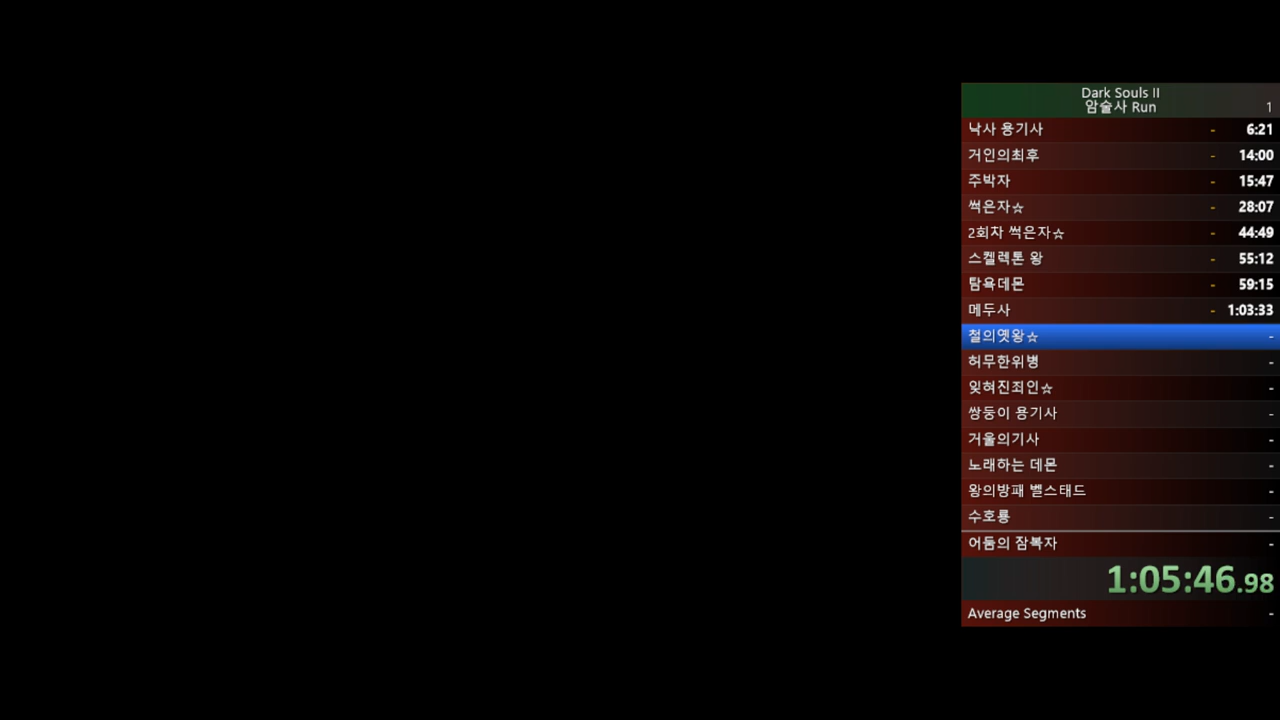 Dark Souls II
암술사 Run 1
낙사 용기사 - 6:21
거인의최후 - 14:00
주박자 - 15:47
썩은자☆ - 28:07
2회차 썩은자☆ - 44:49
스켈렉톤 왕 - 55:12
탐욕데몬 - 59:15
메두사 - 1:03:33
철의옛왕☆ -
허무한위병 -
잊혀진죄인☆ -
쌍둥이 용기사 -
거울의기사 -
노래하는 데몬 -
왕의방패 벨스태드 -
수호룡 -
어둠의 잠복자 -
1:05:46.98
Average Segments -